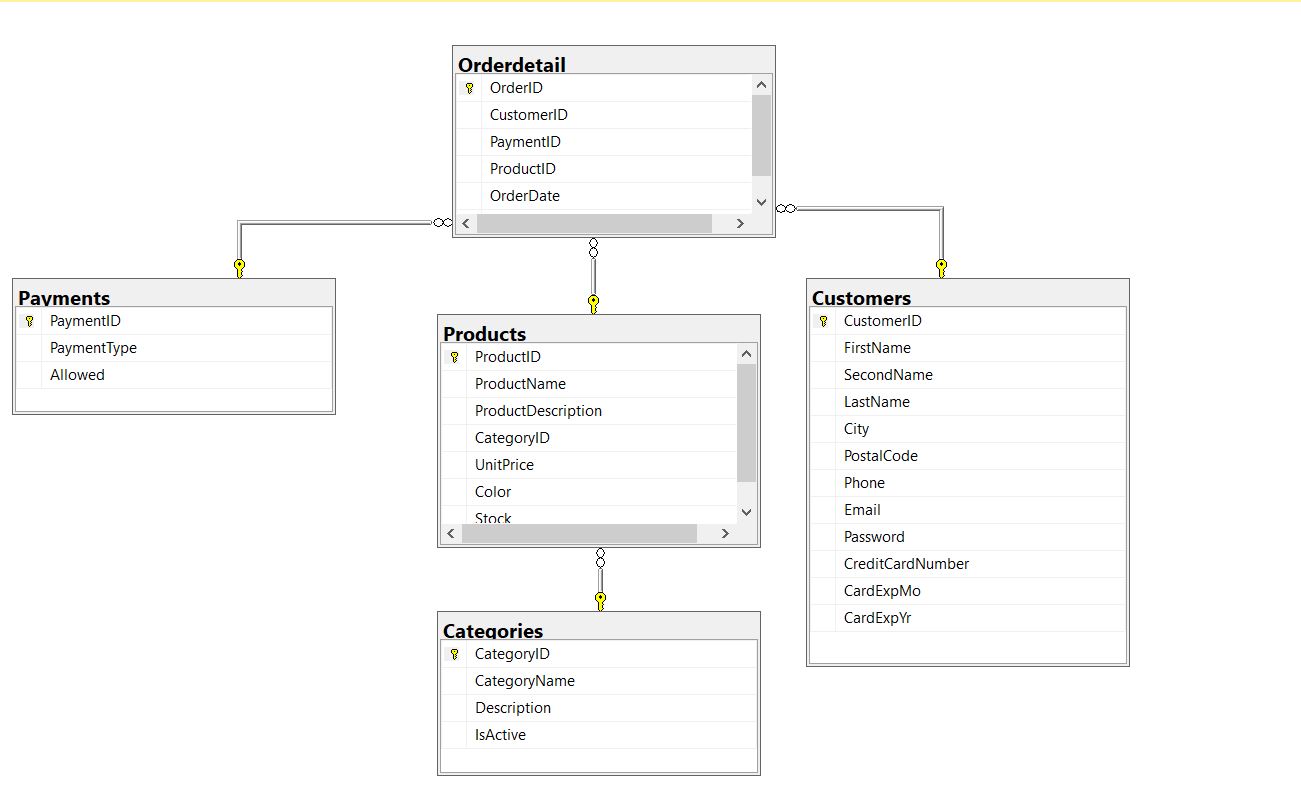 Orderdetail
OrderID
CustomerID
PaymentID
ProductID
OrderDate
Payments
PaymentID
PaymentType
Allowed
Products
ProductID
ProductName
ProductDescription
CategoryID
UnitPrice
Color
Stock
Customers
CustomerID
FirstName
SecondName
LastName
City
PostalCode
Phone
Email
Password
CreditCardNumber
CardExpMo
CardExpYr
Categories
CategoryID
CategoryName
Description
IsActive